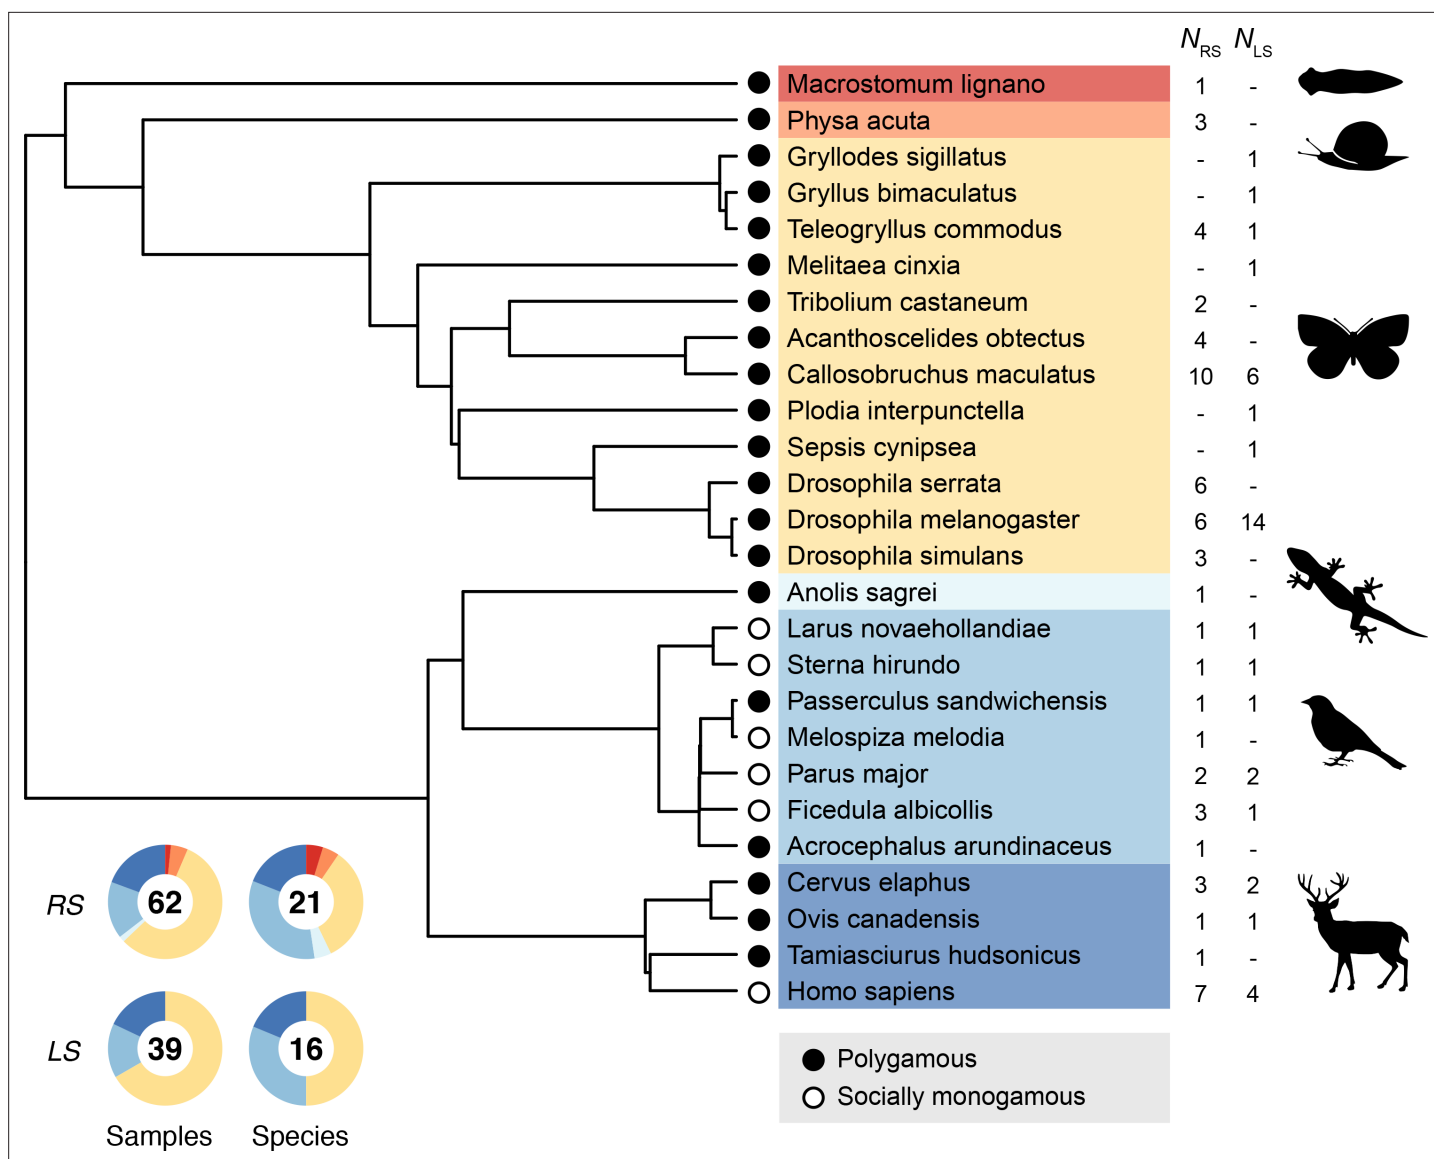 N_RS N_LS
Macrostomum lignano 1 -
Physa acuta 3 -
Gryllodes sigillatus - 1
Gryllus bimaculatus - 1
Teleogryllus commodus 4 1
Melitaea cinxia - 1
Tribolium castaneum 2 -
Acanthoscelides obtectus 4 -
Callosobruchus maculatus 10 6
Plodia interpunctella - 1
Sepsis cynipsea - 1
Drosophila serrata 6 -
Drosophila melanogaster 6 14
Drosophila simulans 3 -
Anolis sagrei 1 -
Larus novaehollandiae 1 1
Sterna hirundo 1 1
Passerculus sandwichensis 1 1
Melospiza melodia 1 -
Parus major 2 2
Ficedula albicollis 3 1
Acrocephalus arundinaceus 1 -
Cervus elaphus 3 2
Ovis canadensis 1 1
Tamiasciurus hudsonicus 1 -
Homo sapiens 7 4
RS 62 21
LS 39 16
Samples Species
Polygamous
Socially monogamous